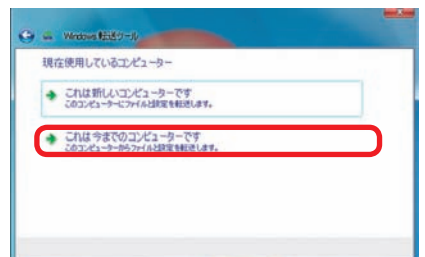 Windows 転送ツール
現在使用しているコンピューター
これは新しいコンピューターです
このコンピューターにファイルと設定を転送します。
これは今までのコンピューターです
このコンピューターからファイルと設定を転送します。